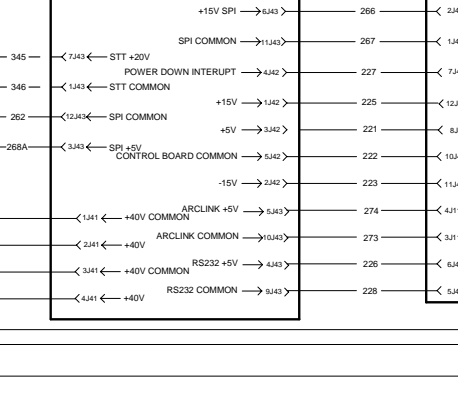 +15V SPI 6J43 266 2J4
SPI COMMON 11J43 267 1J4
345 7J43 STT +20V
POWER DOWN INTERUPT 4J42 227 7J4
346 1J43 STT COMMON
+15V 1J42 225 12J
262 12J43 SPI COMMON
+5V 3J42 221 8J
268A 3J43 SPI +5V
CONTROL BOARD COMMON 5J42 222 10J
-15V 2J42 223 11J
ARCLINK +5V 5J43 274 4J1
1J41 +40V COMMON
ARCLINK COMMON 10J43 273 3J1
2J41 +40V
RS232 +5V 4J43 226 6J4
3J41 +40V COMMON
RS232 COMMON 9J43 228 5J4
4J41 +40V